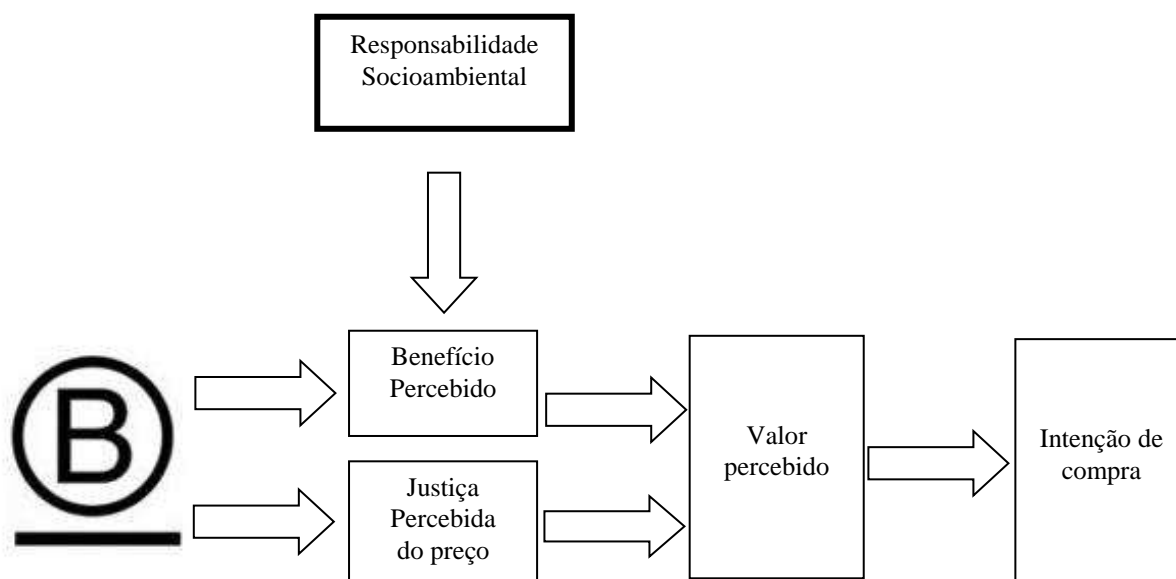 Responsabilidade
Socioambiental
Benefício
Percebido
B
Justiça
Percebida
do preço
Valor
percebido
Intenção de
compra